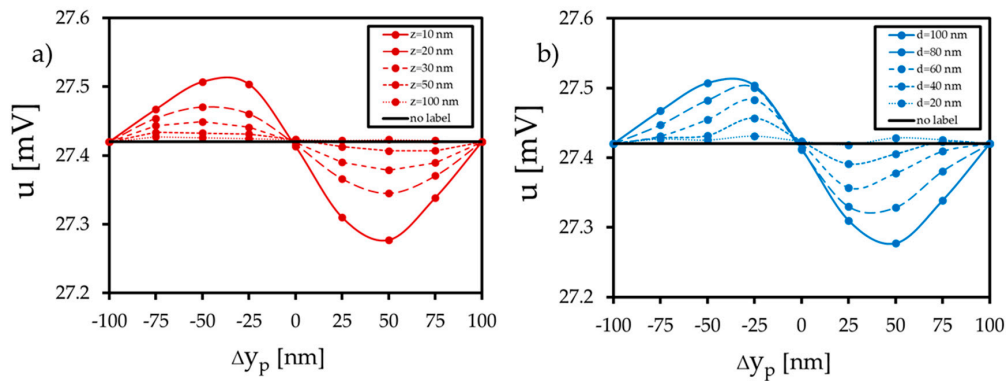 a)
27.6
27.5
27.4
27.3
27.2
u [mV]
-100 -75 -50 -25 0 25 50 75 100
Δyp [nm]
z=10 nm
z=20 nm
z=30 nm
z=50 nm
z=100 nm
no label
b)
27.6
27.5
27.4
27.3
27.2
u [mV]
-100 -75 -50 -25 0 25 50 75 100
Δyp [nm]
d=100 nm
d=80 nm
d=60 nm
d=40 nm
d=20 nm
no label